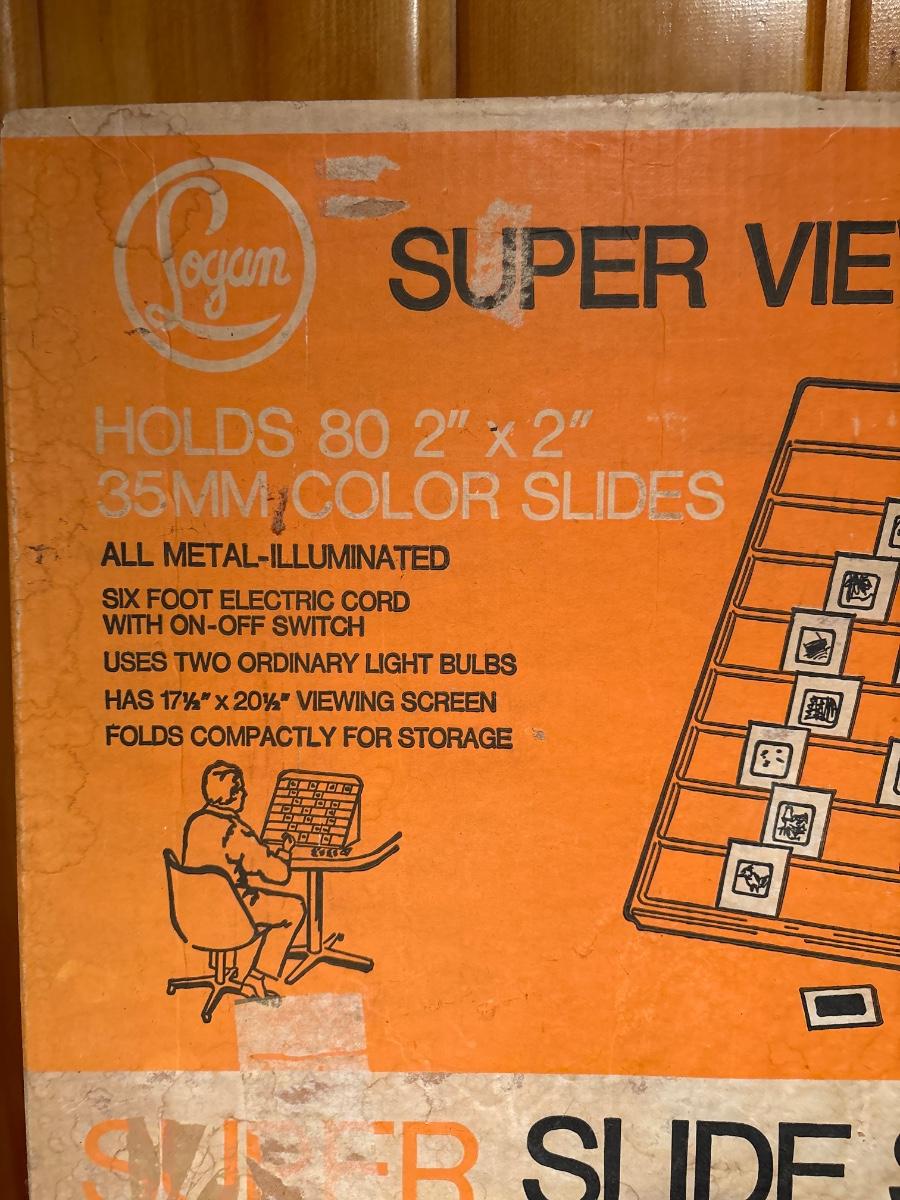 Logan
SUPER VIE
HOLDS 80 2" x 2"
35MM COLOR SLIDES
ALL METAL-ILLUMINATED
SIX FOOT ELECTRIC CORD
WITH ON-OFF SWITCH
USES TWO ORDINARY LIGHT BULBS
HAS 17½" x 20½" VIEWING SCREEN
FOLDS COMPACTLY FOR STORAGE
SUPER SLIDE S